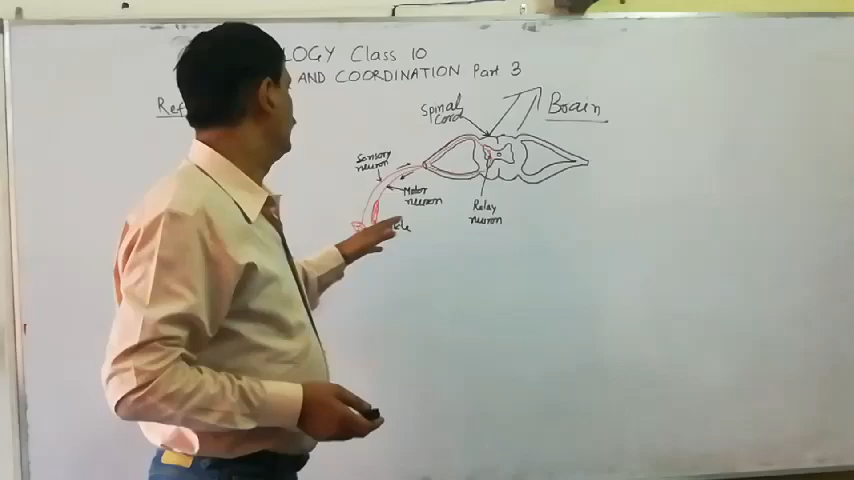 LOGY Class 10
AND COORDINATION Part 3
Ref
Spinal
Cord
Brain
Sensory
neuron
Motor
neuron
Relay
neuron